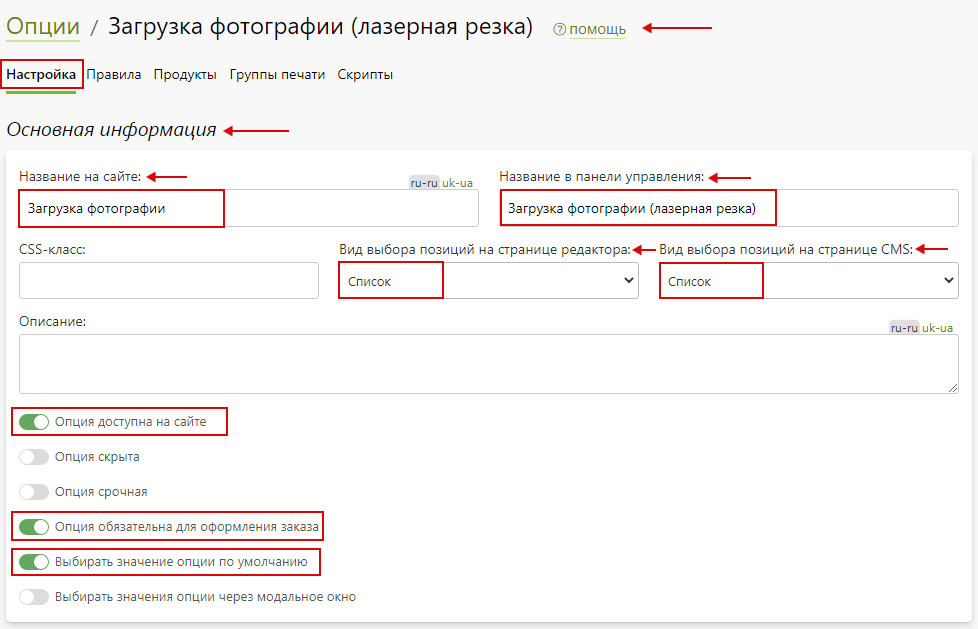 Опции / Загрузка фотографии (лазерная резка) ? помощь
Настройка Правила Продукты Группы печати Скрипты
Основная информация
Название на сайте: ru-ru uk-ua Название в панели управления:
Загрузка фотографии Загрузка фотографии (лазерная резка)
CSS-класс: Вид выбора позиций на странице редактора: Вид выбора позиций на странице CMS:
Список Список
Описание: ru-ru uk-ua
Опция доступна на сайте
Опция скрыта
Опция срочная
Опция обязательна для оформления заказа
Выбирать значение опции по умолчанию
Выбирать значения опции через модальное окно